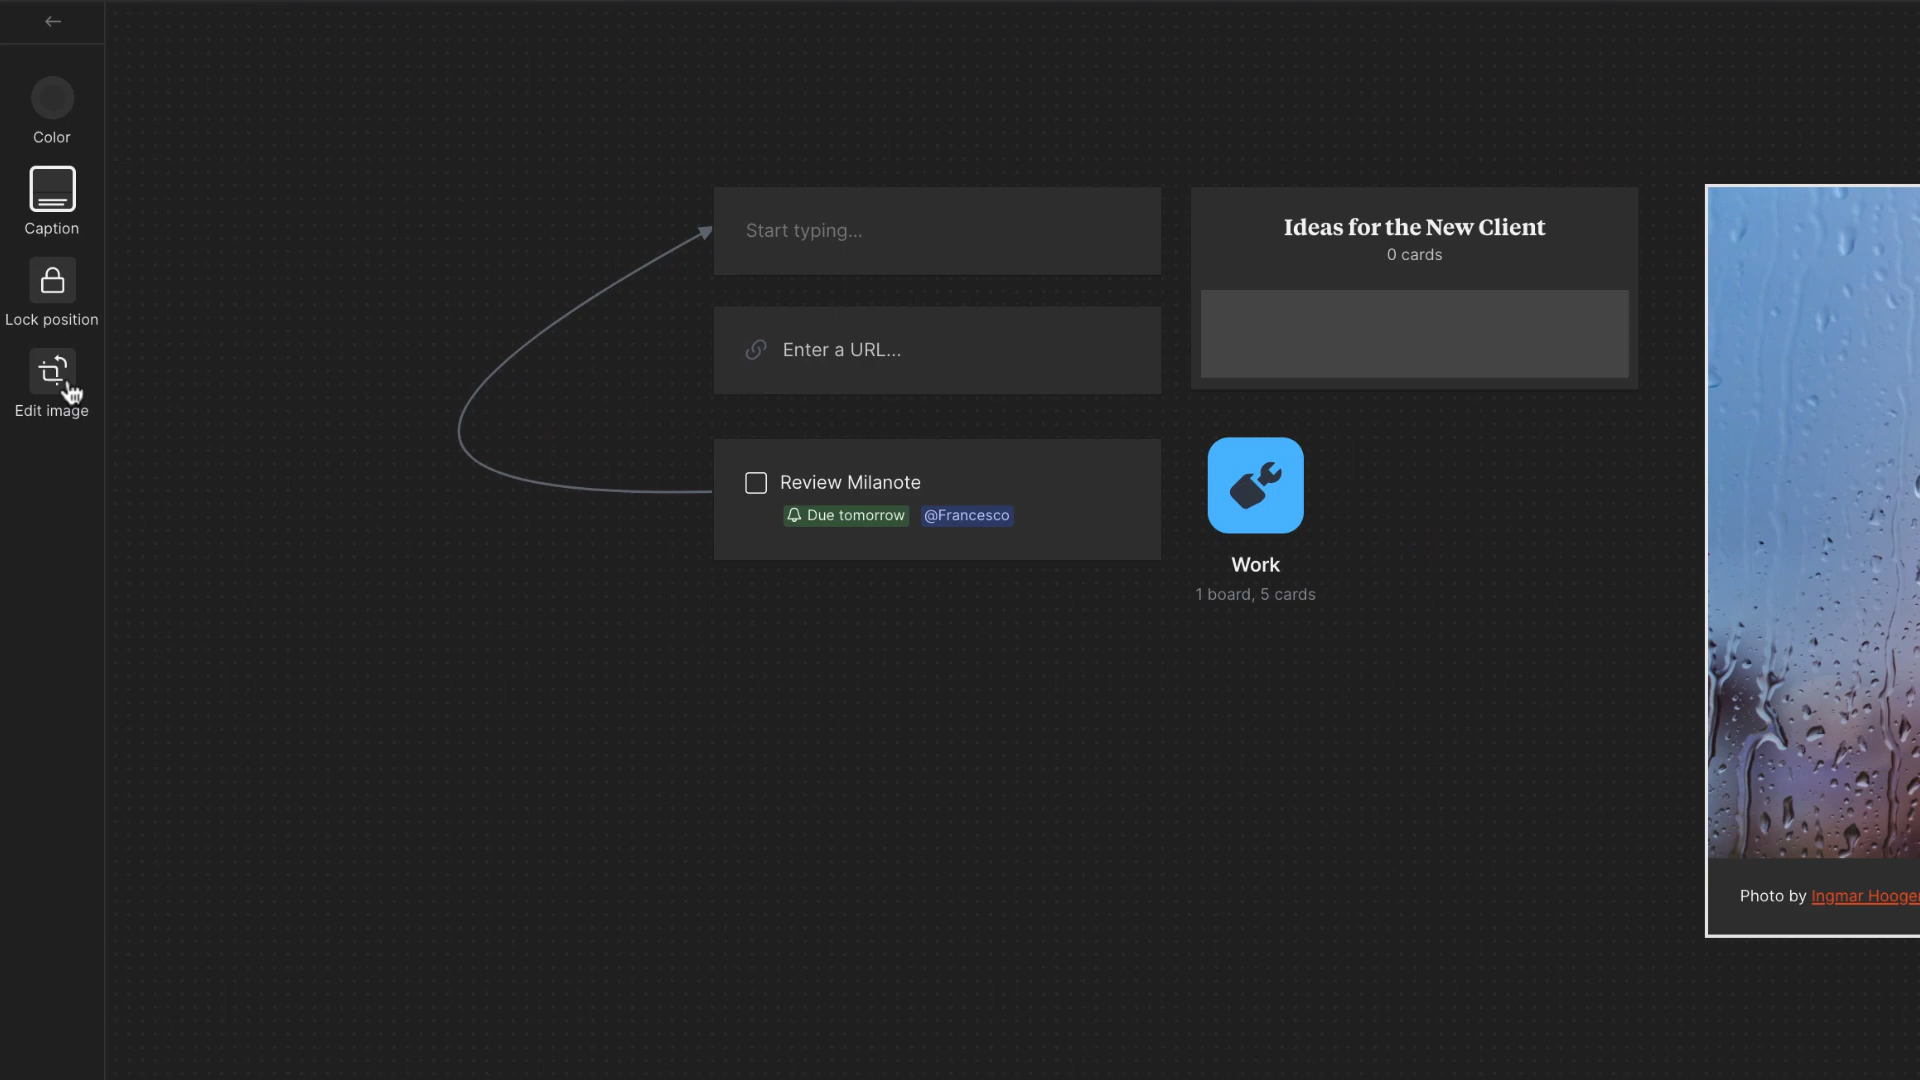 Color
Caption
Lock position
Edit image
Start typing...
Enter a URL...
Review Milanote
Due tomorrow @Francesco
Ideas for the New Client
0 cards
Work
1 board, 5 cards
Photo by Ingmar